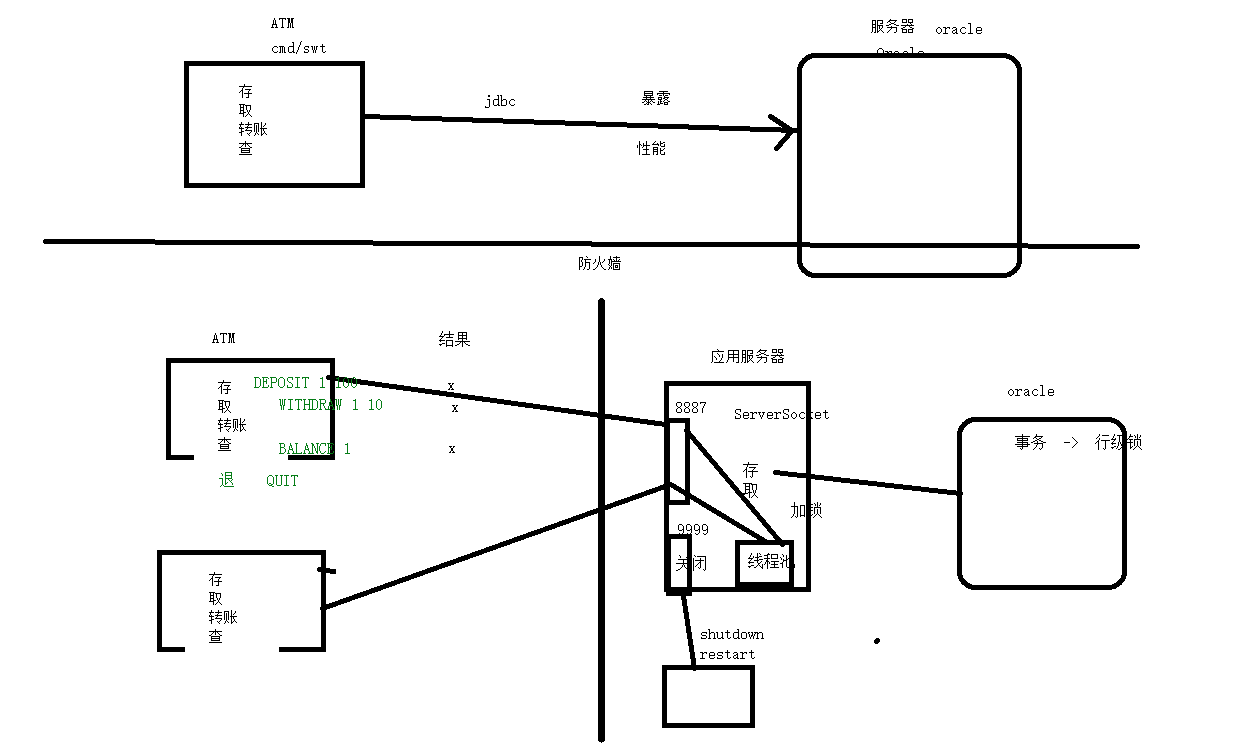 ATM
cmd/swt
服务器 oracle
Oracle
存
取
转账
查
jdbc
暴露
性能
防火墙
ATM
结果
存
取
转账
查
DEPOSIT 1 100
WITHDRAW 1 10
BALANCE 1
退 QUIT
x
x
x
应用服务器
8887
ServerSocket
存
取
加锁
9999
关闭
线程池
shutdown
restart
oracle
事务 -> 行级锁
存
取
转账
查